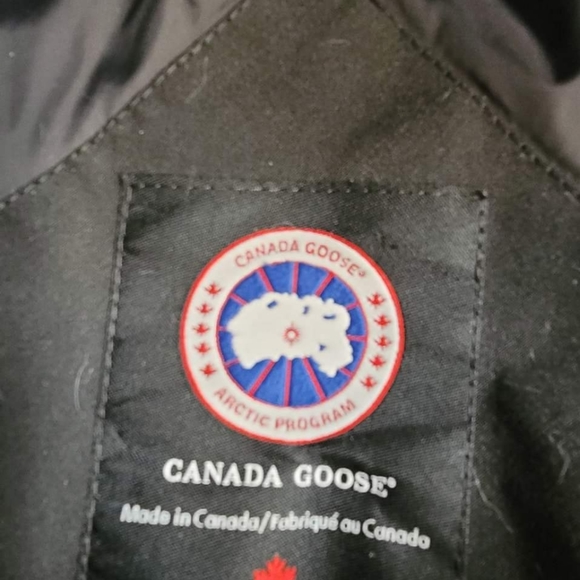 CANADA GOOSE®
ARCTIC PROGRAM
CANADA GOOSE®
Made in Canada/Fabriqué au Canada